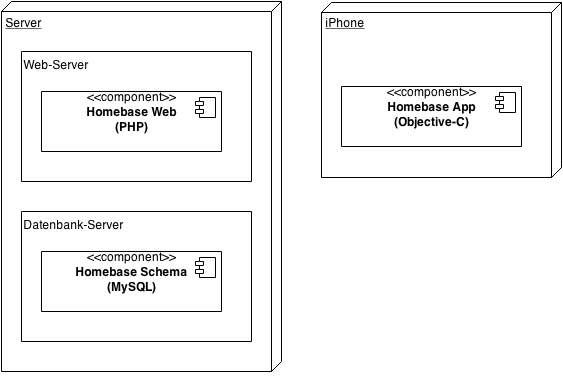 Server
Web-Server
<<component>>
Homebase Web
(PHP)
Datenbank-Server
<<component>>
Homebase Schema
(MySQL)
iPhone
<<component>>
Homebase App
(Objective-C)